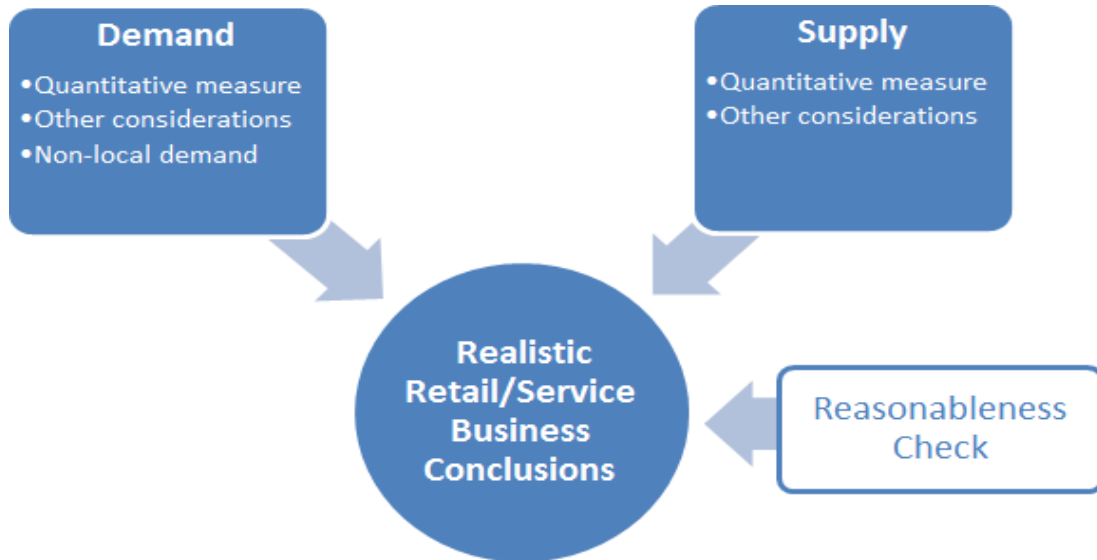 Demand
•Quantitative measure
•Other considerations
•Non-local demand
Supply
•Quantitative measure
•Other considerations
Realistic
Retail/Service
Business
Conclusions
Reasonableness
Check